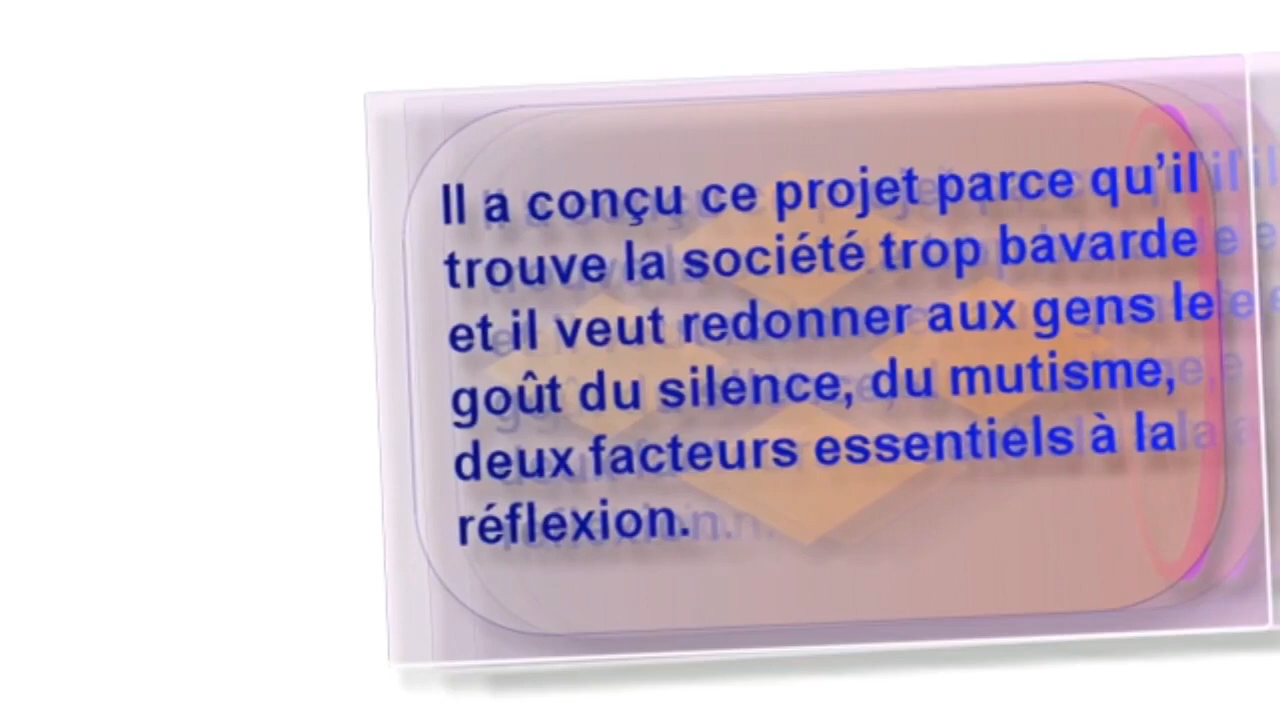 Il a conçu ce projet parce qu’il
trouve la société trop bavarde
et il veut redonner aux gens le
goût du silence, du mutisme,
deux facteurs essentiels à la
réflexion.